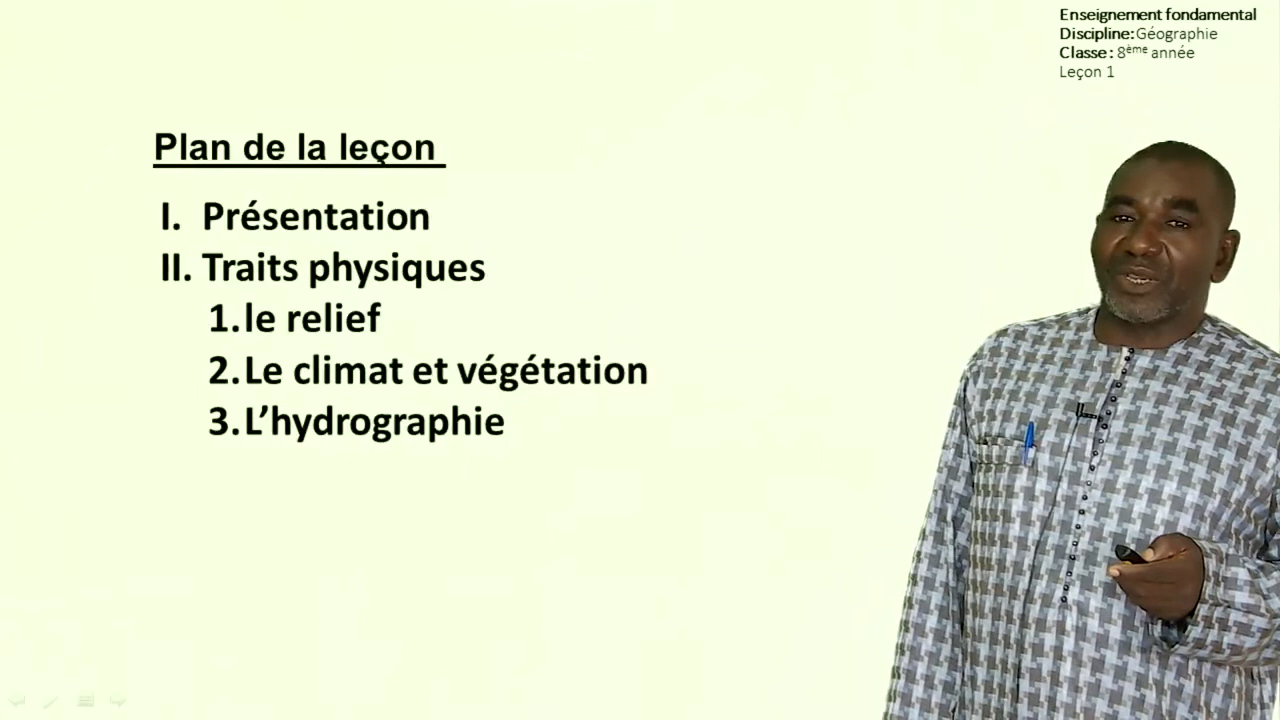 Enseignement fondamental
Discipline: Géographie
Classe : 8ème année
Leçon 1
Plan de la leçon
I. Présentation
II. Traits physiques
1. le relief
2. Le climat et végétation
3. L’hydrographie